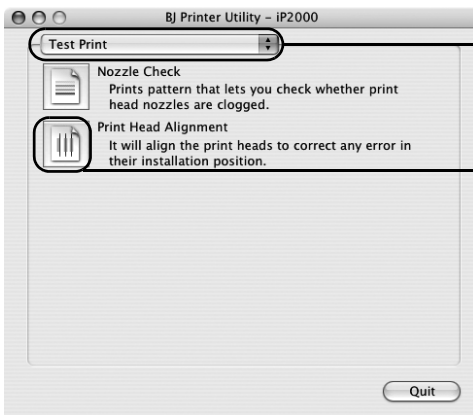 BJ Printer Utility – iP2000
Test Print
Nozzle Check
Prints pattern that lets you check whether print
head nozzles are clogged.
Print Head Alignment
It will align the print heads to correct any error in
their installation position.
Quit